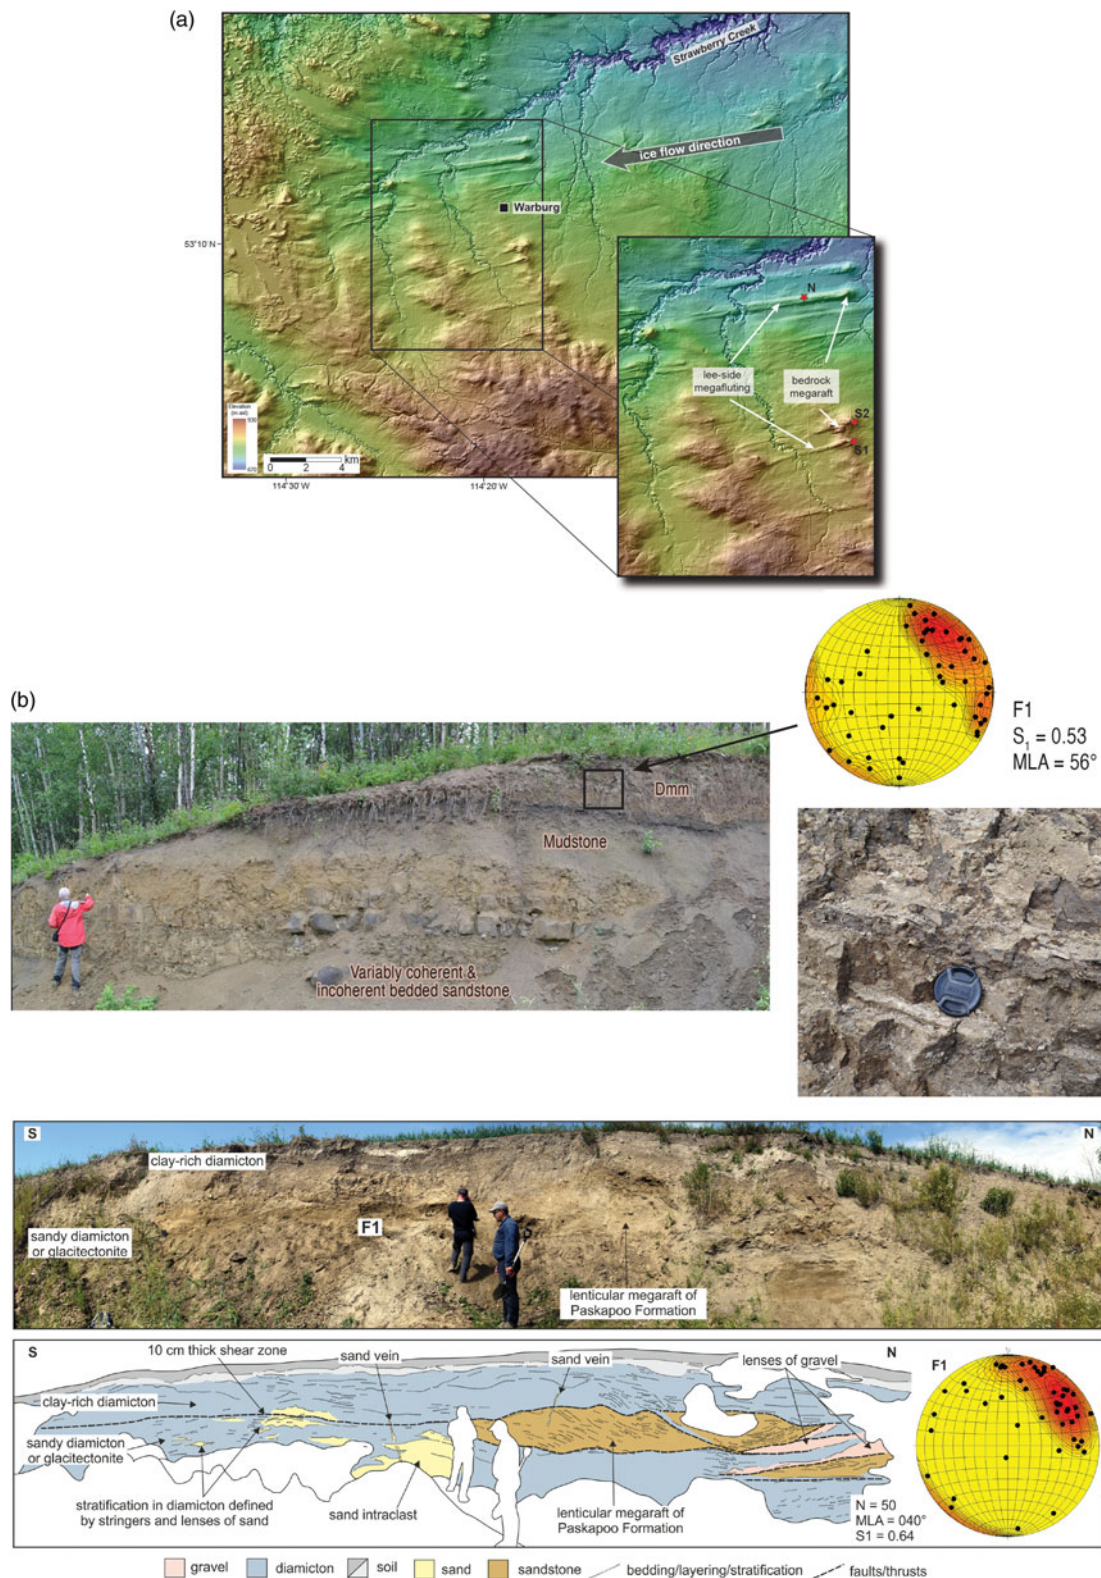 (a)
Strawberry Creek
ice flow direction
Warburg
53°10' N
N
lee-side
megafluting
bedrock
megaraft
S2
S1
Elevation
(m asl)
930
670
0 2 4
km
114°30' W
114°20' W
(b)
F1
S₁ = 0.53
MLA = 56°
Dmm
Mudstone
Variably coherent &
incoherent bedded sandstone
S
N
clay-rich diamicton
F1
sandy diamicton
or glacitectonite
lenticular megaraft of
Paskapoo Formation
S
N
10 cm thick shear zone
sand vein
sand vein
lenses of gravel
F1
clay-rich diamicton
sandy diamicton
or glacitectonite
stratification in diamicton defined
by stringers and lenses of sand
sand intraclast
lenticular megaraft of
Paskapoo Formation
N = 50
MLA = 040°
S1 = 0.64
gravel
diamicton
soil
sand
sandstone
bedding/layering/stratification
faults/thrusts